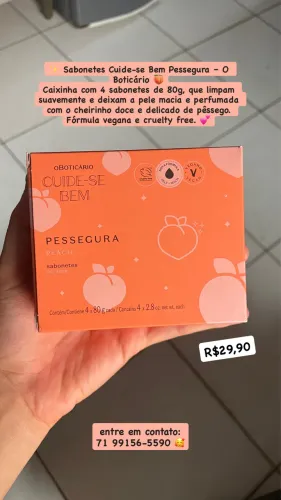 Sabonetes Cuide-se Bem Pessegura – O
Boticário 🍑
Caixinha com 4 sabonetes de 80g, que limpam
suavemente e deixam a pele macia e perfumada
com o cheirinho doce e delicado de pêssego.
Fórmula vegana e cruelty free. 💕
oBOTICÁRIO
CUIDE-SE
BEM
PESSEGURA
sabonetes
R$29,90
entre em contato:
71 99156-5590 🥰